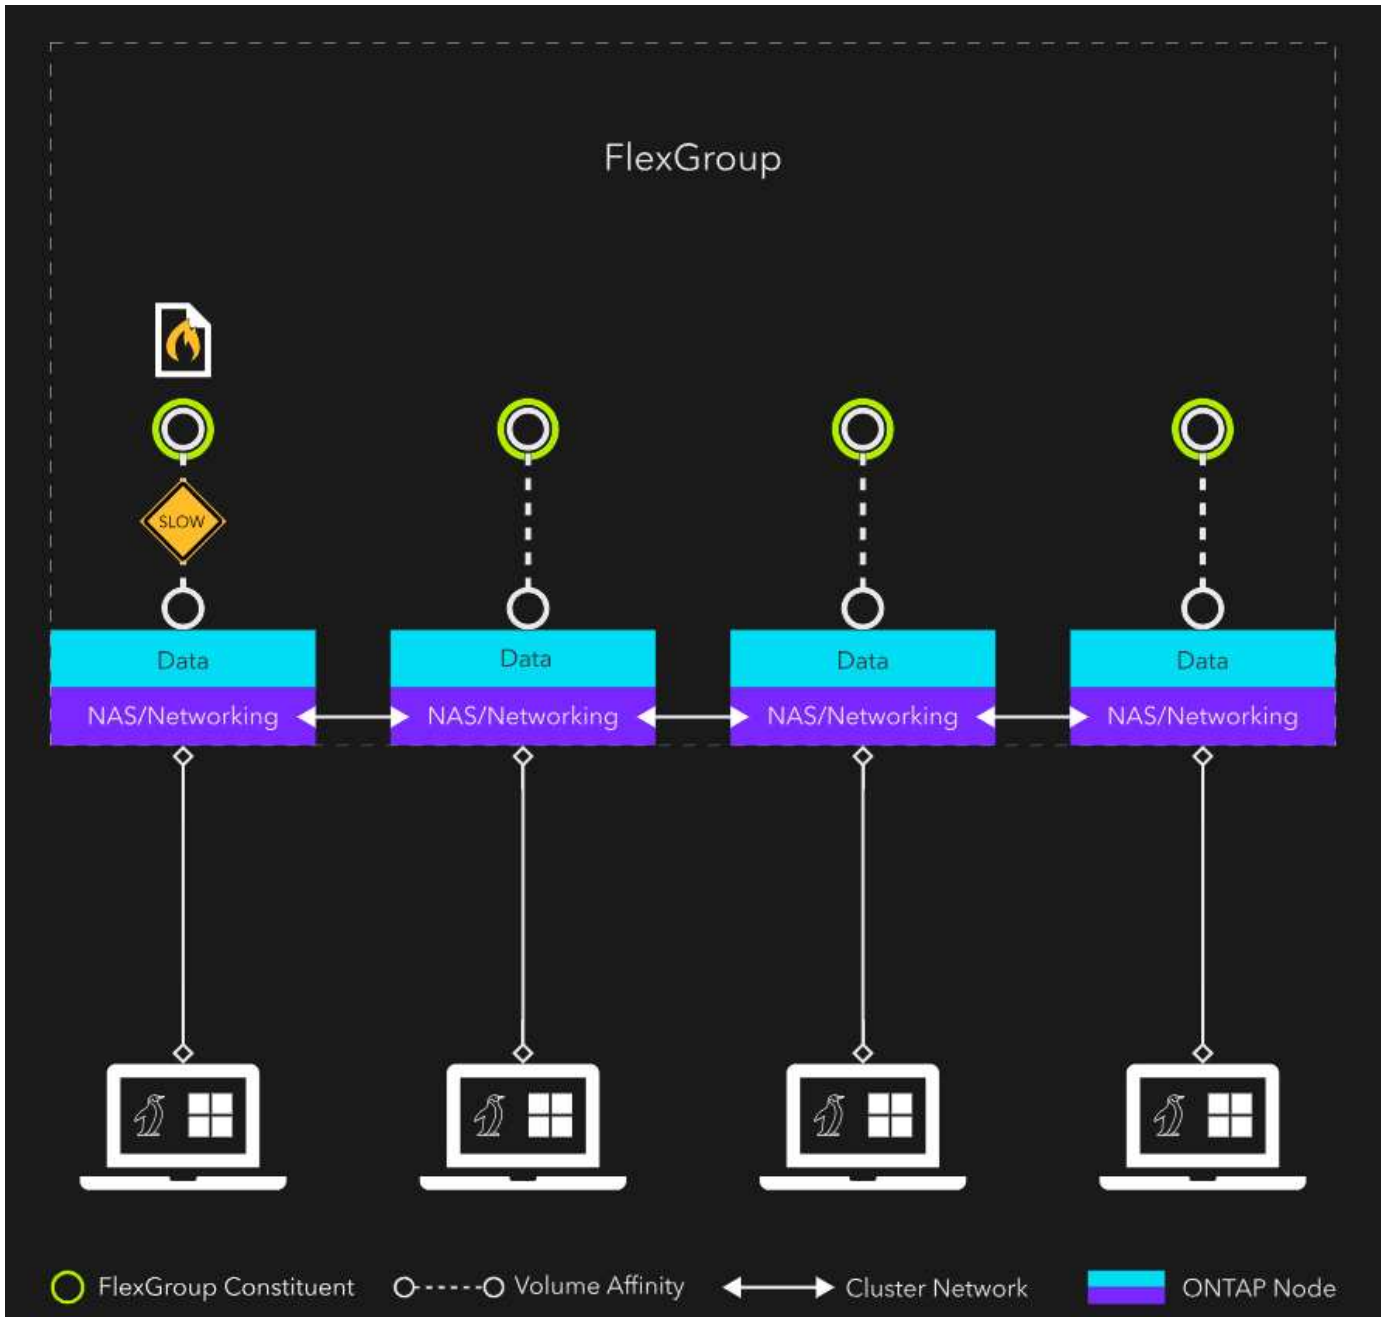 FlexGroup
SLOW
Data Data Data Data
NAS/Networking NAS/Networking NAS/Networking NAS/Networking
FlexGroup Constituent Volume Affinity Cluster Network ONTAP Node